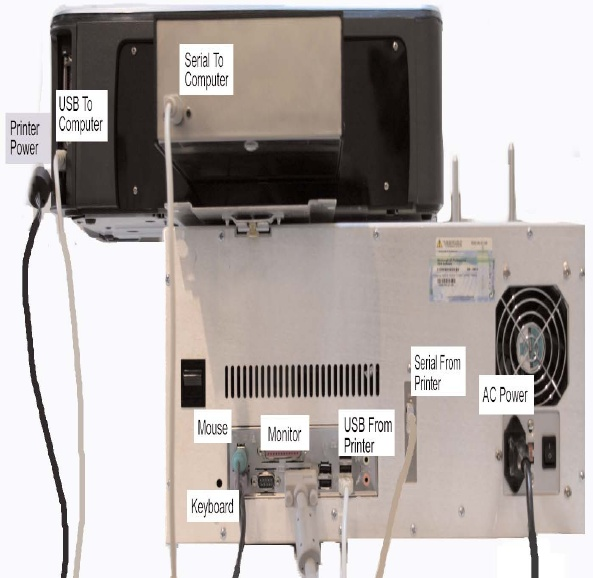 Serial To
Computer
USB To
Computer
Printer
Power
Serial From
Printer
AC Power
Mouse
Monitor
USB From
Printer
Keyboard